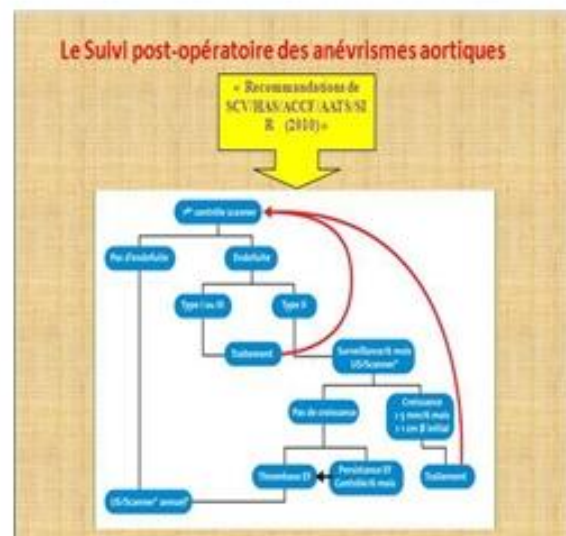 Le Suivi post-opératoire des anévrismes aortiques
« Recommandations de
SCV/HAS/ACCF/AATS/SI
R (2010) »
1er contrôle scanner
Pas d'endofuite
Endofuite
Type I ou III
Type II
Traitement
Surveillance/6 mois
US/Scanner*
Pas de croissance
Croissance
≥ 5 mm/6 mois
≥ 1 cm Ø initial
Thrombose EF
Persistance EF
Contrôle/6 mois
Traitement
US/Scanner* annuel*